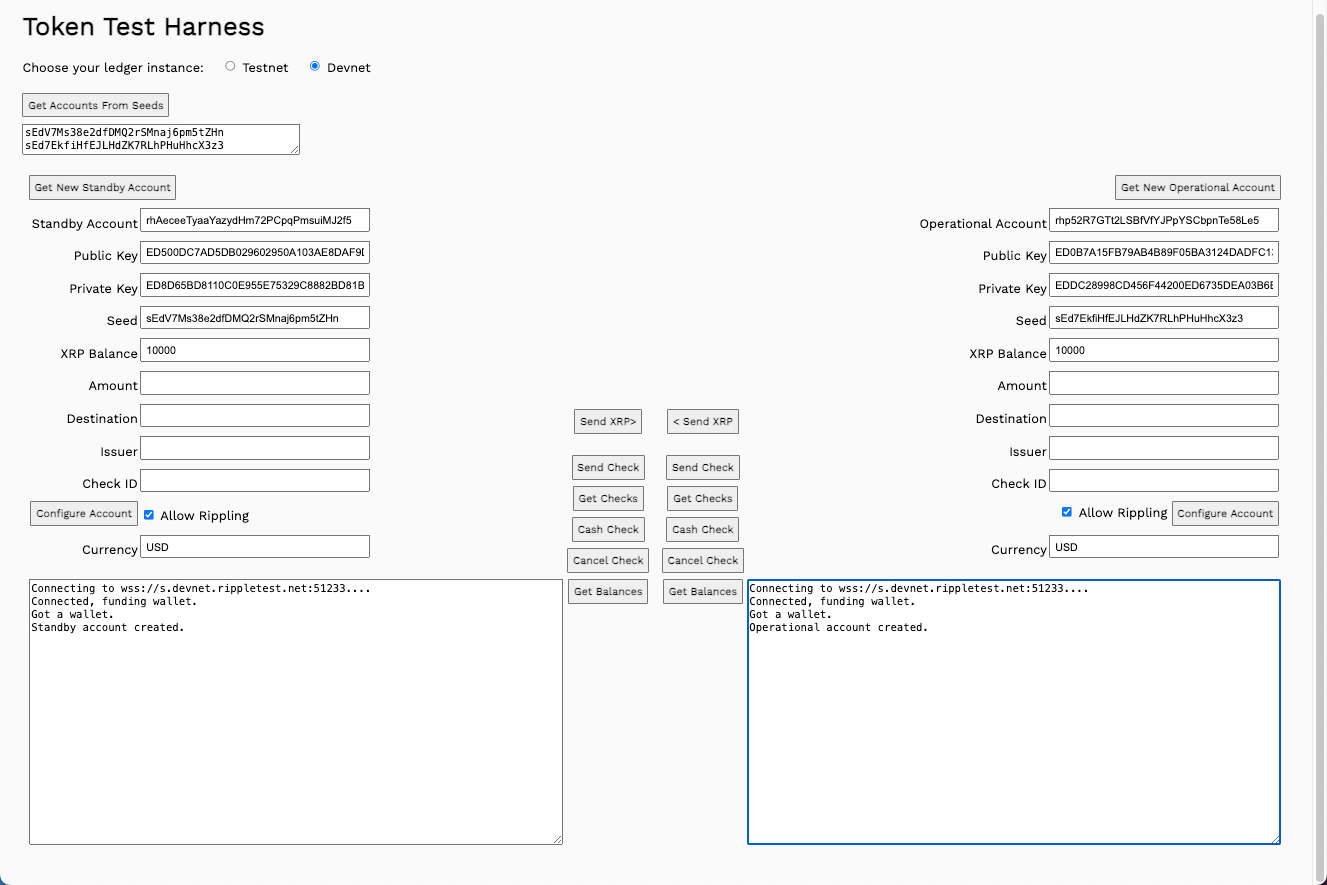 Token Test Harness
Choose your ledger instance: Testnet Devnet
Get Accounts From Seeds
sEdV7Ms38e2dfDMQ2rSMnaj6pm5tZHn
sEd7EkfiHfEJLHdZK7RLhPHuHhcX3z3
Get New Standby Account
Get New Operational Account
Standby Account rhAeceeTyaaYazydHm72PCpqPmsuiMJ2f5
Operational Account rhp52R7GTt2LSBfVfYJPpYSCbpnTe58Le5
Public Key ED500DC7AD5DB029602950A103AE8DAF9
Public Key ED0B7A15FB79AB4B89F05BA3124DADFC1
Private Key ED8D65BD8110C0E955E75329C8882BD81B
Private Key EDDC28998CD456F44200ED6735DEA03B6
Seed sEdV7Ms38e2dfDMQ2rSMnaj6pm5tZHn
Seed sEd7EkfiHfEJLHdZK7RLhPHuHhcX3z3
XRP Balance 10000
XRP Balance 10000
Amount
Amount
Destination
Destination
Send XRP>
< Send XRP
Issuer
Issuer
Send Check
Send Check
Check ID
Check ID
Get Checks
Get Checks
Configure Account Allow Rippling
Allow Rippling Configure Account
Cash Check
Cash Check
Currency USD
Currency USD
Cancel Check
Cancel Check
Get Balances
Get Balances
Connecting to wss://s.devnet.rippletest.net:51233....
Connected, funding wallet.
Got a wallet.
Standby account created.
Connecting to wss://s.devnet.rippletest.net:51233....
Connected, funding wallet.
Got a wallet.
Operational account created.